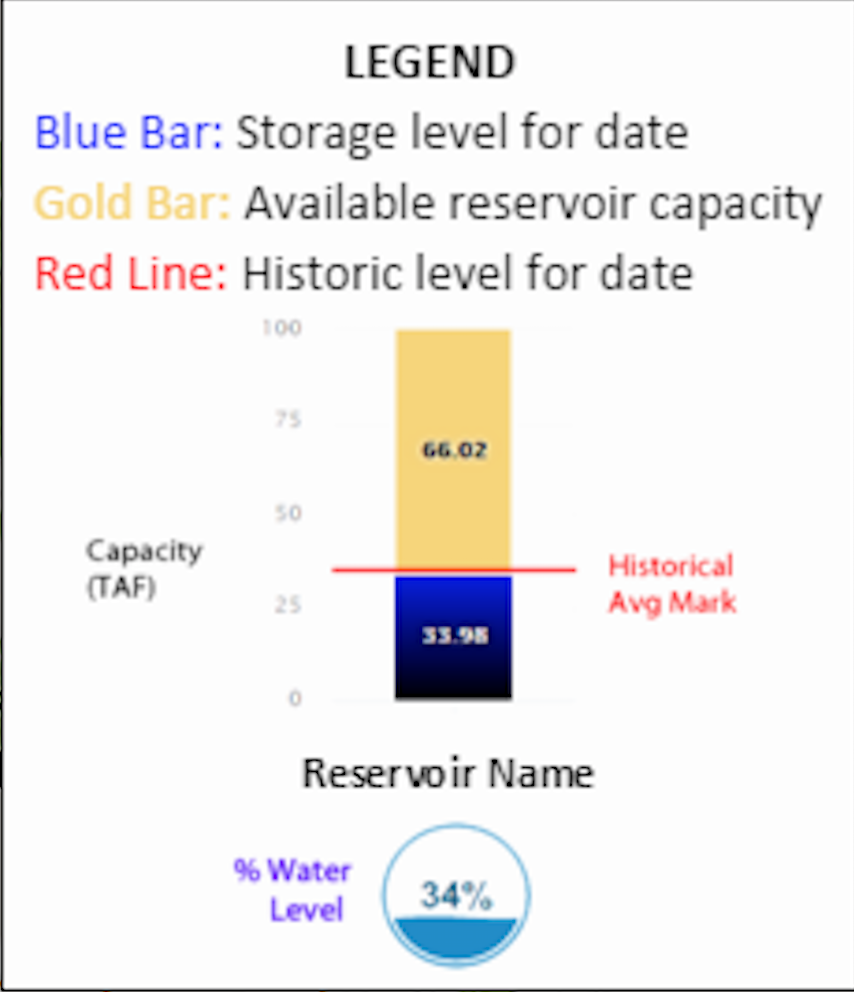 LEGEND
Blue Bar: Storage level for date
Gold Bar: Available reservoir capacity
Red Line: Historic level for date
100
75
66.02
50
Capacity
(TAF)
Historical
Avg Mark
25
33.98
0
Reservoir Name
% Water
Level
34%